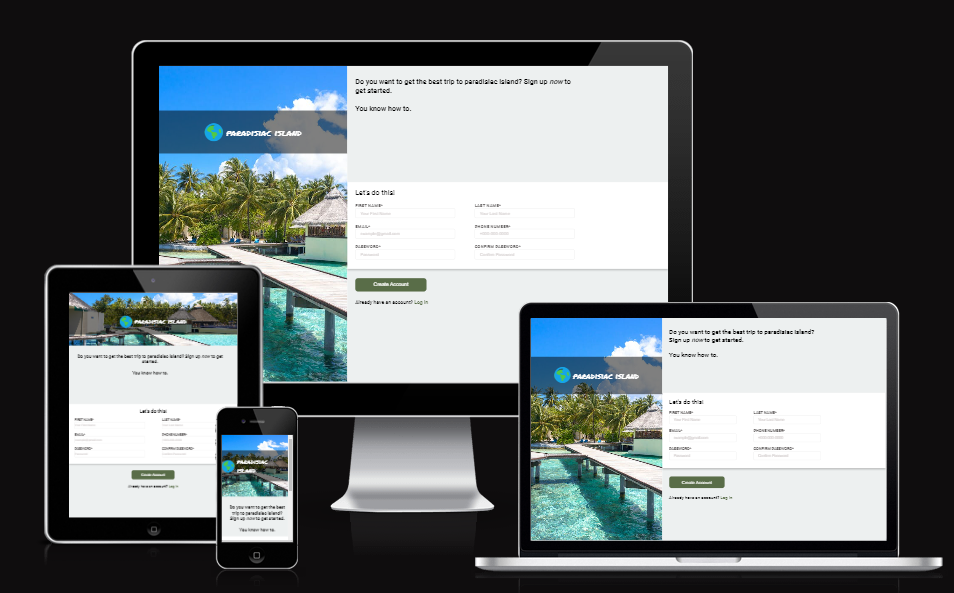 Do you want to get the best trip to paradisiac island? Sign up now to
get started.
You know how to.
PARADISIAC ISLAND
Let's do this!
FIRST NAME*
LAST NAME*
Your First Name
Your Last Name
EMAIL*
PHONE NUMBER*
example@gmail.com
PASSWORD*
CONFIRM PASSWORD*
Password
Confirm Password
Create Account
Already have an account? Log in
PARADISIAC ISLAND
Do you want to get the best trip to paradisiac island? Sign up now to get
started.
You know how to.
Let's do this!
FIRST NAME*
LAST NAME*
EMAIL*
PHONE NUMBER*
PASSWORD*
CONFIRM PASSWORD*
Create Account
Already have an account? Log in
PARADISIAC
ISLAND
Do you want to get the best
trip to paradisiac island?
Sign up now to get started.
You know how to.
Do you want to get the best trip to paradisiac island?
Sign up now to get started.
You know how to.
PARADISIAC ISLAND
Let's do this!
FIRST NAME*
LAST NAME*
Your First Name
Your Last Name
EMAIL*
PHONE NUMBER*
example@gmail.com
PASSWORD*
CONFIRM PASSWORD*
Password
Confirm Password
Create Account
Already have an account? Log in